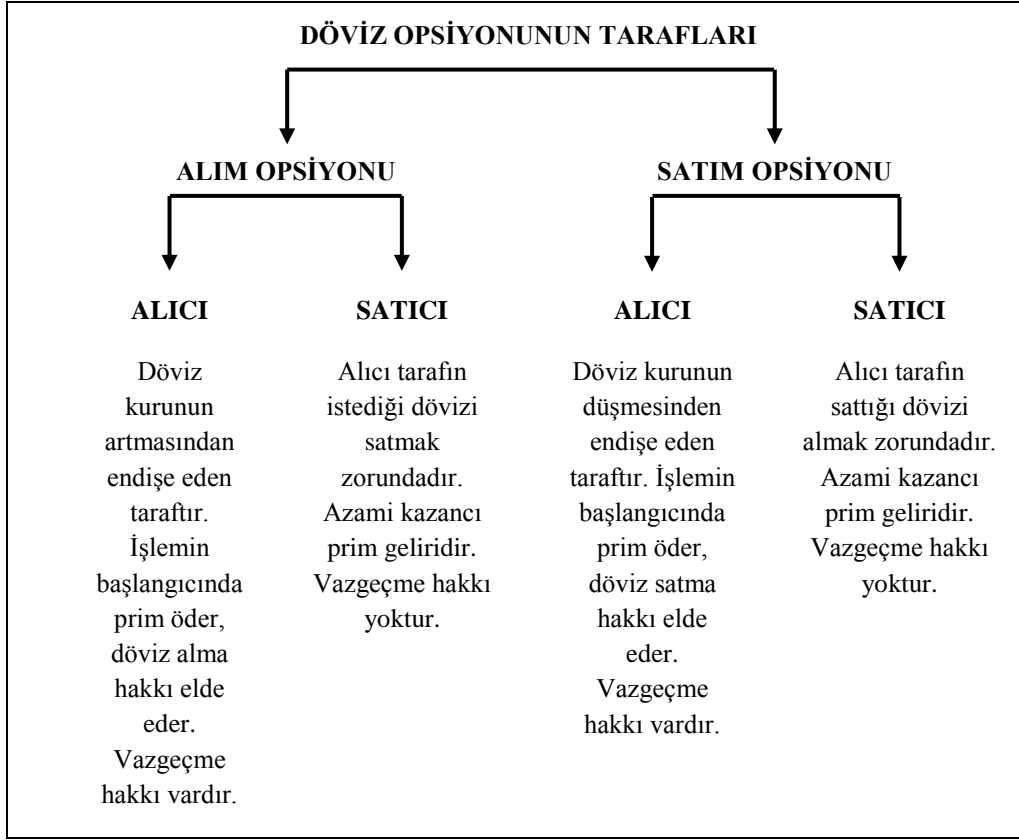 DÖVİZ OPSİYONUNUN TARAFLARI
ALIM OPSİYONU
SATIM OPSİYONU
ALICI
Döviz
kurunun
artmasından
endişe eden
taraftır.
İşlemin
başlangıcında
prim öder,
döviz alma
hakkı elde
eder.
Vazgeçme
hakkı vardır.
SATICI
Alıcı tarafın
istediği dövizi
satmak
zorundadır.
Azami kazancı
prim geliridir.
Vazgeçme hakkı
yoktur.
ALICI
Döviz kurunun
düşmesinden
endişe eden
taraftır. İşlemin
başlangıcında
prim öder,
döviz satma
hakkı elde
eder.
Vazgeçme
hakkı vardır.
SATICI
Alıcı tarafın
sattığı dövizi
almak zorundadır.
Azami kazancı
prim geliridir.
Vazgeçme hakkı
yoktur.